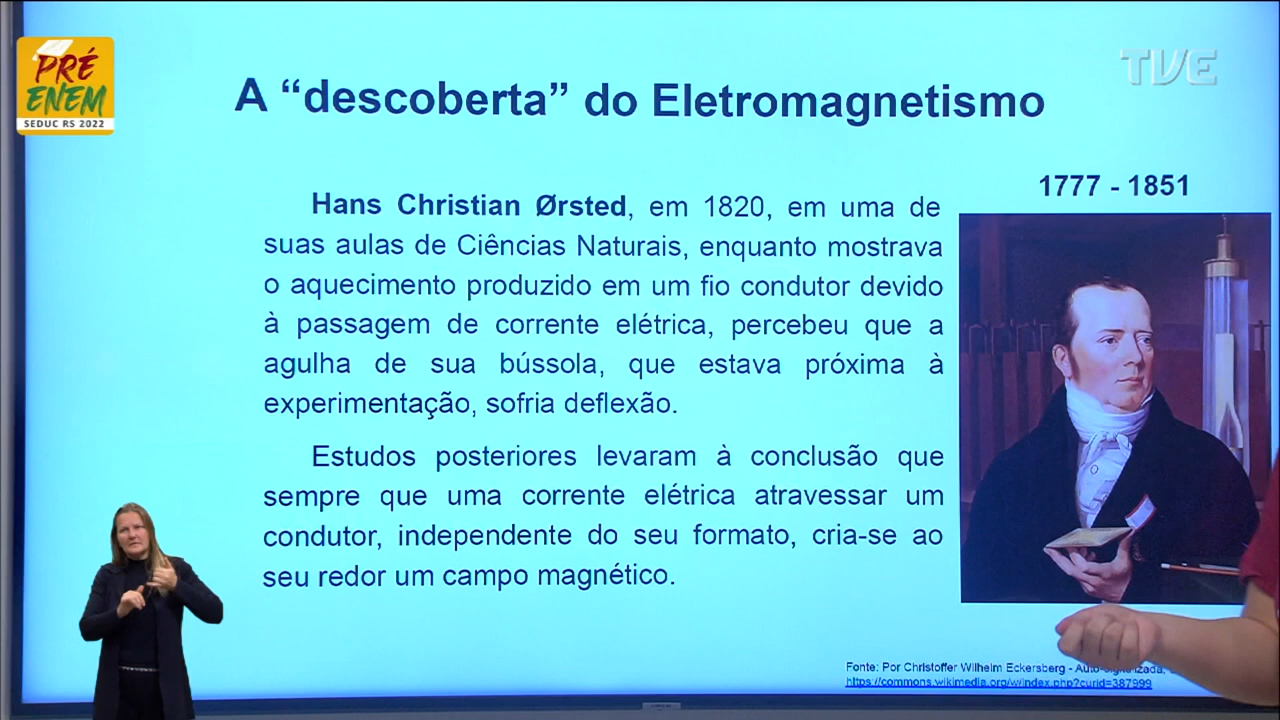 PRÉ
ENEM
SEDUC RS 2022
TVE
A “descoberta” do Eletromagnetismo
1777 - 1851
Hans Christian Ørsted, em 1820, em uma de
suas aulas de Ciências Naturais, enquanto mostrava
o aquecimento produzido em um fio condutor devido
à passagem de corrente elétrica, percebeu que a
agulha de sua bússola, que estava próxima à
experimentação, sofria deflexão.
Estudos posteriores levaram à conclusão que
sempre que uma corrente elétrica atravessar um
condutor, independente do seu formato, cria-se ao
seu redor um campo magnético.
Fonte: Por Christoffer Wilhelm Eckersberg -
https://commons.wikimedia.org/w/index.php?curid=387999